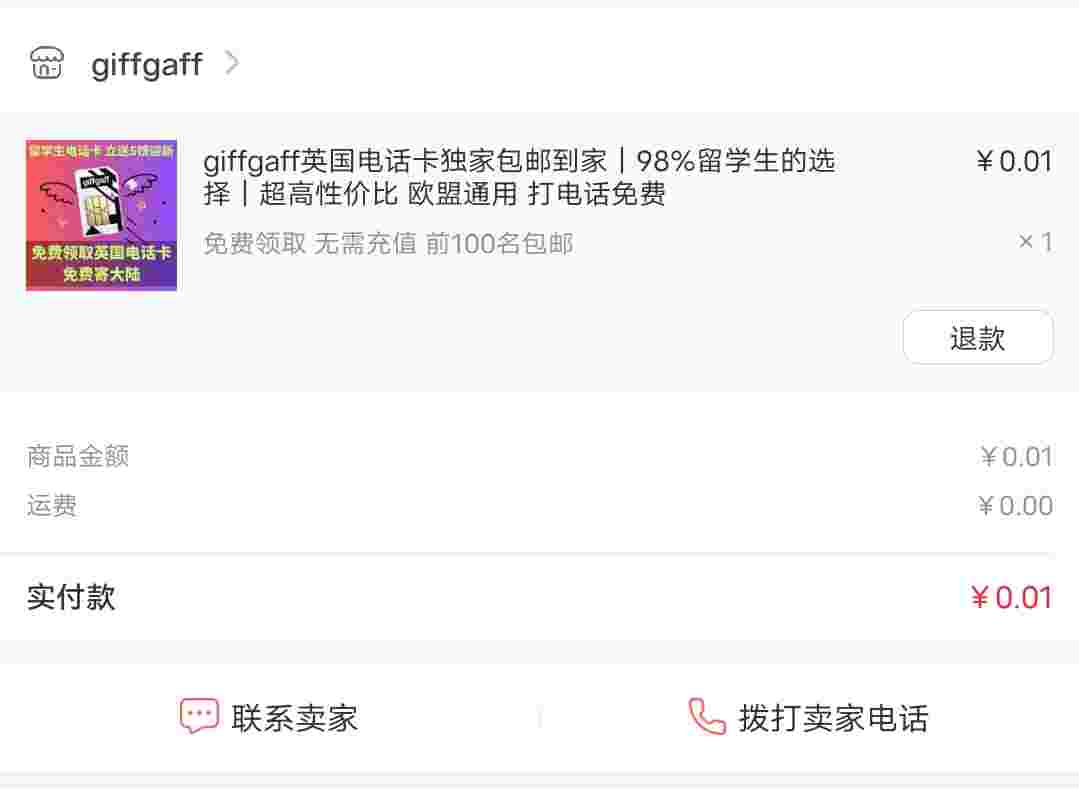 giffgaff
留学生电话卡 立送5镑迎新
giffgaff
免费领取英国电话卡
免费寄大陆
giffgaff英国电话卡独家包邮到家｜98%留学生的选
择｜超高性价比 欧盟通用 打电话免费
¥0.01
免费领取 无需充值 前100名包邮
×1
退款
商品金额
¥0.01
运费
¥0.00
实付款
¥0.01
联系卖家
拨打卖家电话